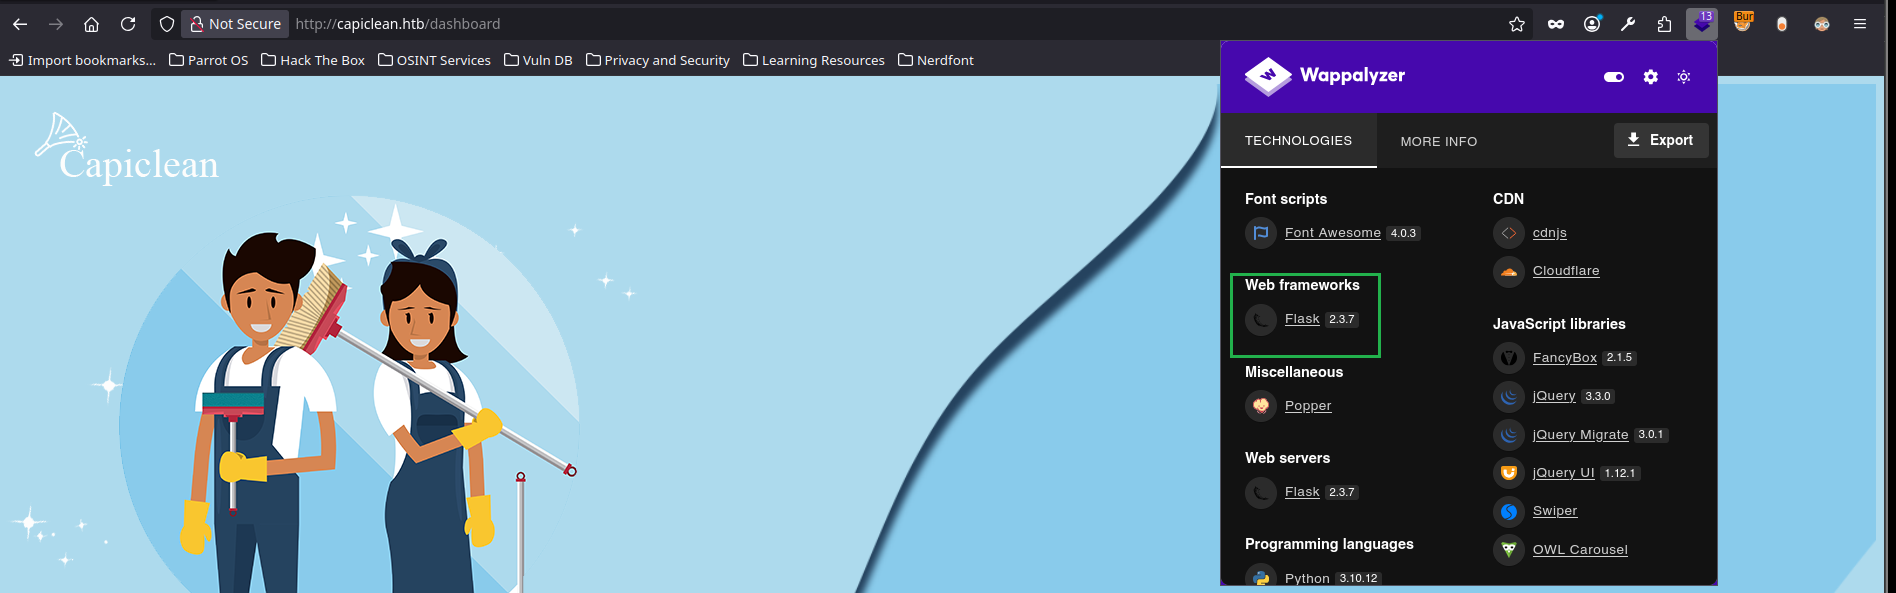 Not Secure
http://capiclean.htb/dashboard
13
Bur
Import bookmarks...
Parrot OS
Hack The Box
OSINT Services
Vuln DB
Privacy and Security
Learning Resources
Nerdfont
Capiclean
W
Wappalyzer
TECHNOLOGIES
MORE INFO
Export
Font scripts
Font Awesome 4.0.3
Web frameworks
Flask 2.3.7
Miscellaneous
Popper
Web servers
Flask 2.3.7
Programming languages
Python 3.10.12
CDN
cdnjs
Cloudflare
JavaScript libraries
FancyBox 2.1.5
jQuery 3.3.0
jQuery Migrate 3.0.1
jQuery UI 1.12.1
Swiper
OWL Carousel